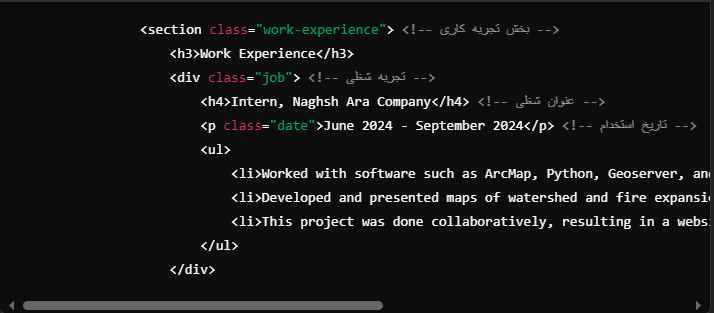 <section class="work-experience"> <!-- بخش تجربه کاری -->
<h3>Work Experience</h3>
<div class="job"> <!-- تجربه شغلی -->
<h4>Intern, Naghsh Ara Company</h4> <!-- عنوان شغلی -->
<p class="date">June 2024 - September 2024</p> <!-- تاریخ استخدام -->
<ul>
<li>Worked with software such as ArcMap, Python, Geoserver,
<li>Developed and presented maps of watershed and fire
<li>This project was done collaboratively, resulting in a
</ul>
</div>